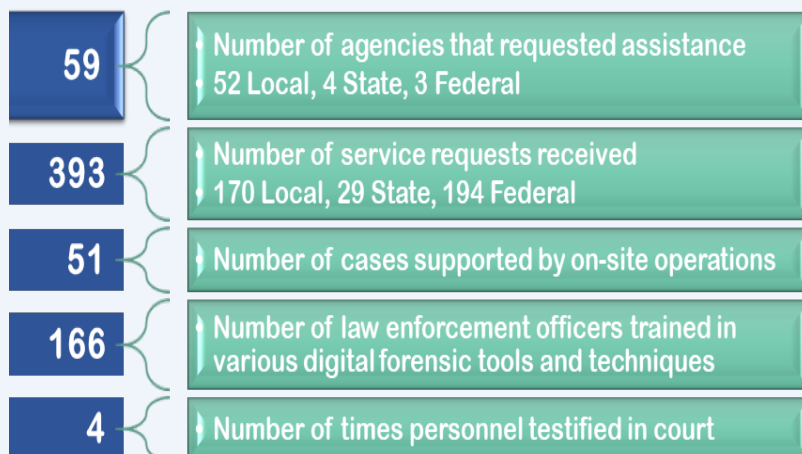 59
Number of agencies that requested assistance
52 Local, 4 State, 3 Federal
393
Number of service requests received
170 Local, 29 State, 194 Federal
51
Number of cases supported by on-site operations
166
Number of law enforcement officers trained in
various digital forensic tools and techniques
4
Number of times personnel testified in court